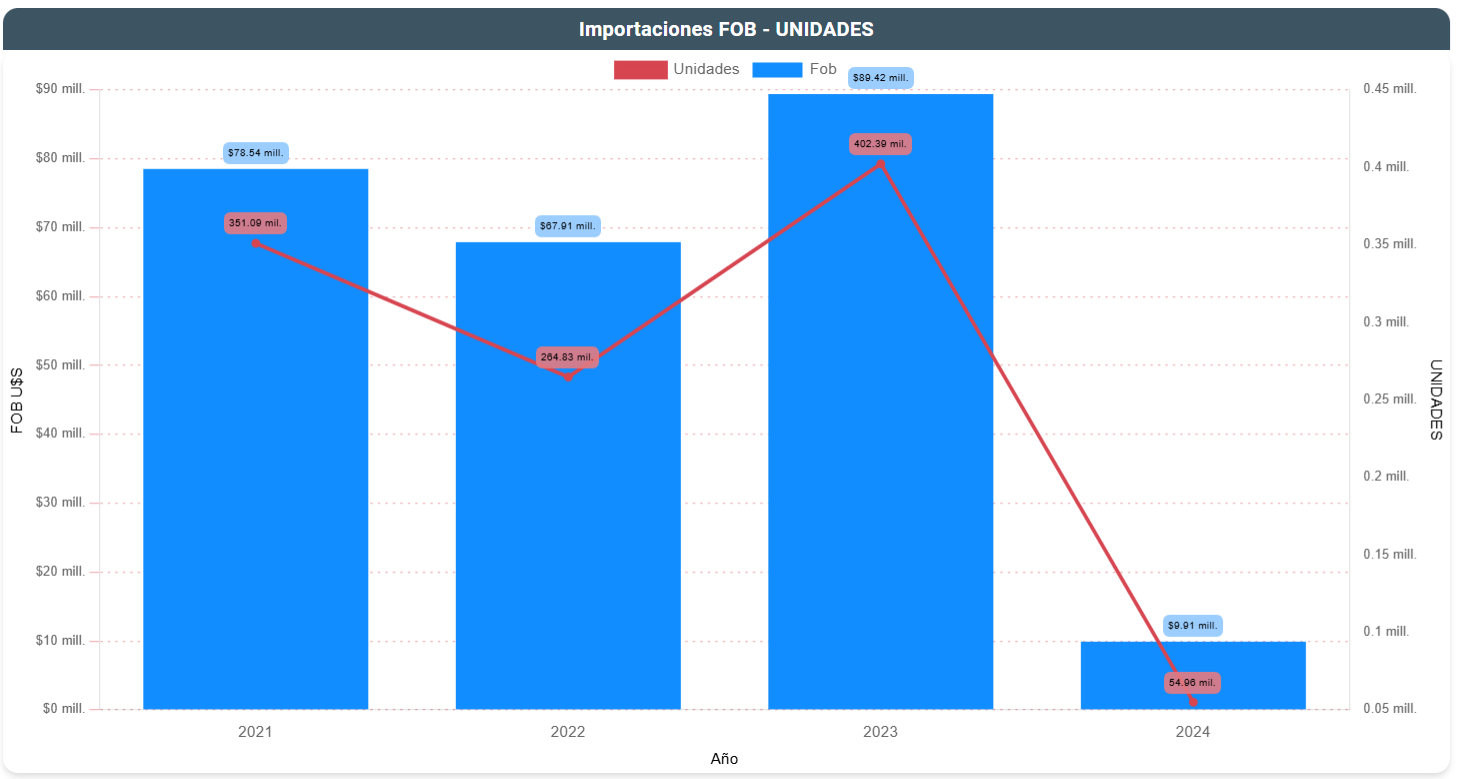 Importaciones FOB - UNIDADES
Unidades
Fob
$90 mill.
$80 mill.
$70 mill.
$60 mill.
$50 mill.
$40 mill.
$30 mill.
$20 mill.
$10 mill.
$0 mill.
FOB U$S
$78.54 mill.
351.09 mil.
$67.91 mill.
264.83 mil.
$89.42 mill.
402.39 mil.
$9.91 mill.
54.96 mil.
0.45 mill.
0.4 mill.
0.35 mill.
0.3 mill.
0.25 mill.
0.2 mill.
0.15 mill.
0.1 mill.
0.05 mill.
UNIDADES
2021
2022
2023
2024
Año